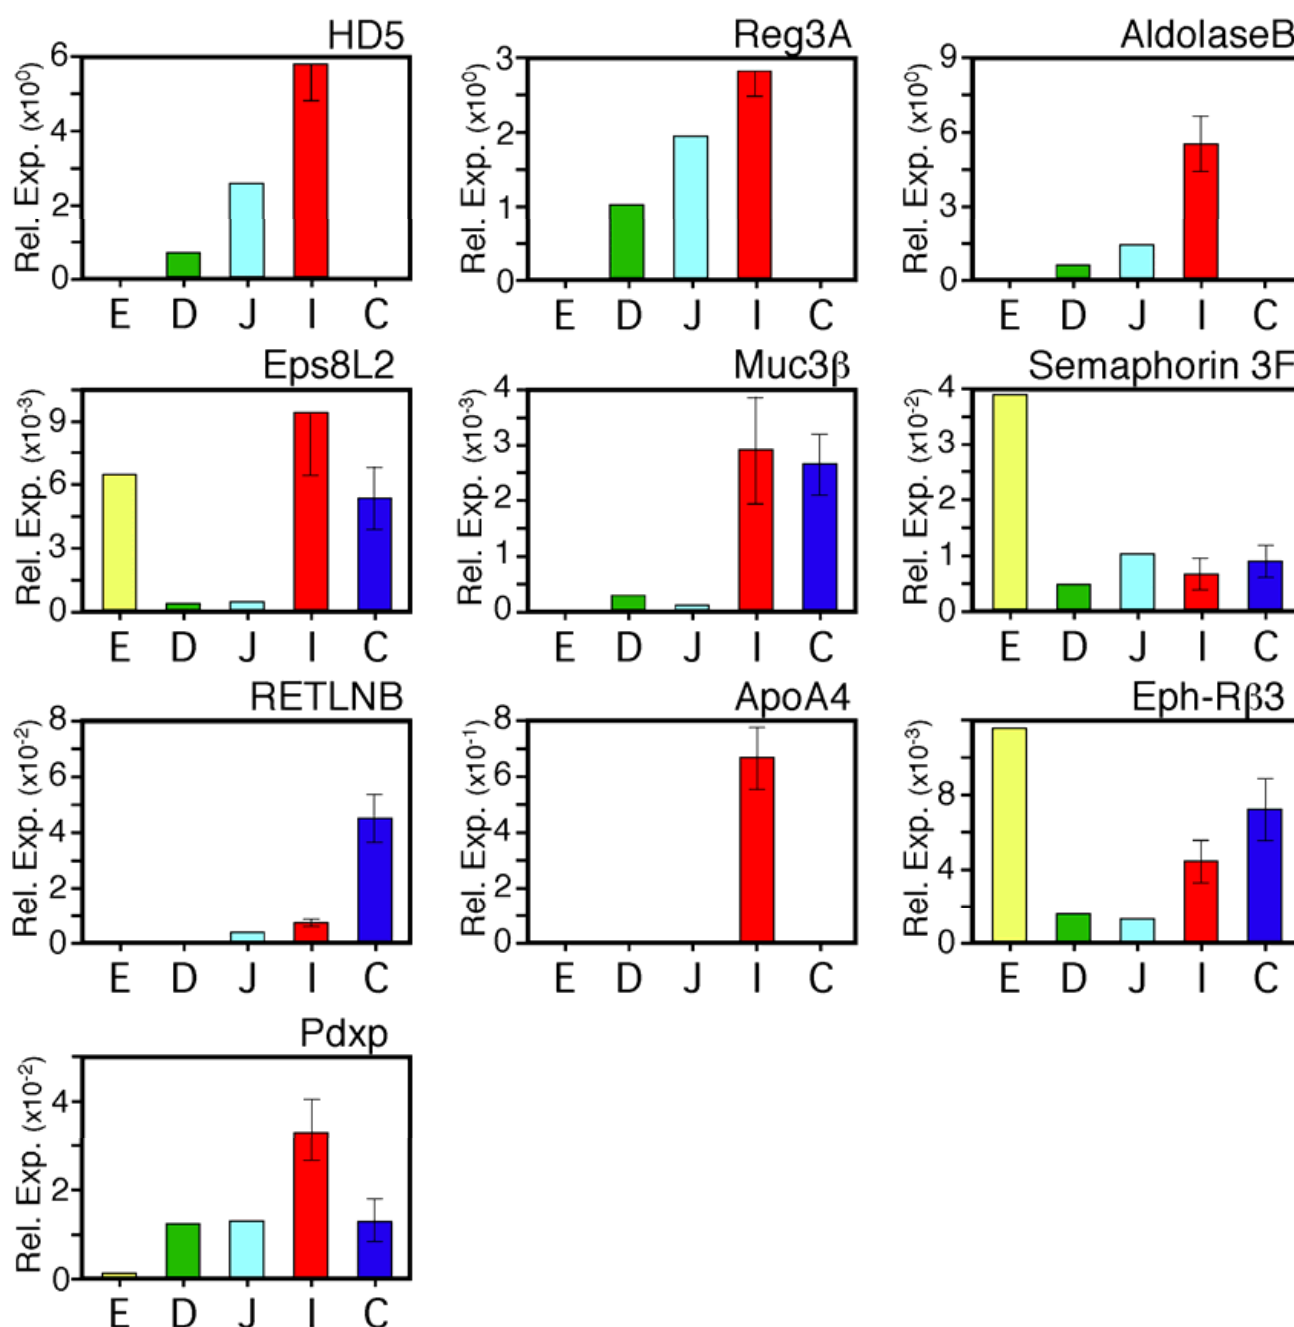 HD5
Rel. Exp. (x10⁰)
6
4
2
0
E D J I C
Reg3A
Rel. Exp. (x10⁰)
3
2
1
0
E D J I C
AldolaseB
Rel. Exp. (x10⁰)
9
6
3
0
E D J I C
Eps8L2
Rel. Exp. (x10⁻³)
9
6
3
0
E D J I C
Muc3β
Rel. Exp. (x10⁻³)
4
3
2
1
0
E D J I C
Semaphorin 3F
Rel. Exp. (x10⁻²)
4
3
2
1
0
E D J I C
RETLNB
Rel. Exp. (x10⁻²)
8
6
4
2
0
E D J I C
ApoA4
Rel. Exp. (x10⁻¹)
8
6
4
2
0
E D J I C
Eph-Rβ3
Rel. Exp. (x10⁻³)
8
4
0
E D J I C
Pdxp
Rel. Exp. (x10⁻²)
4
2
0
E D J I C